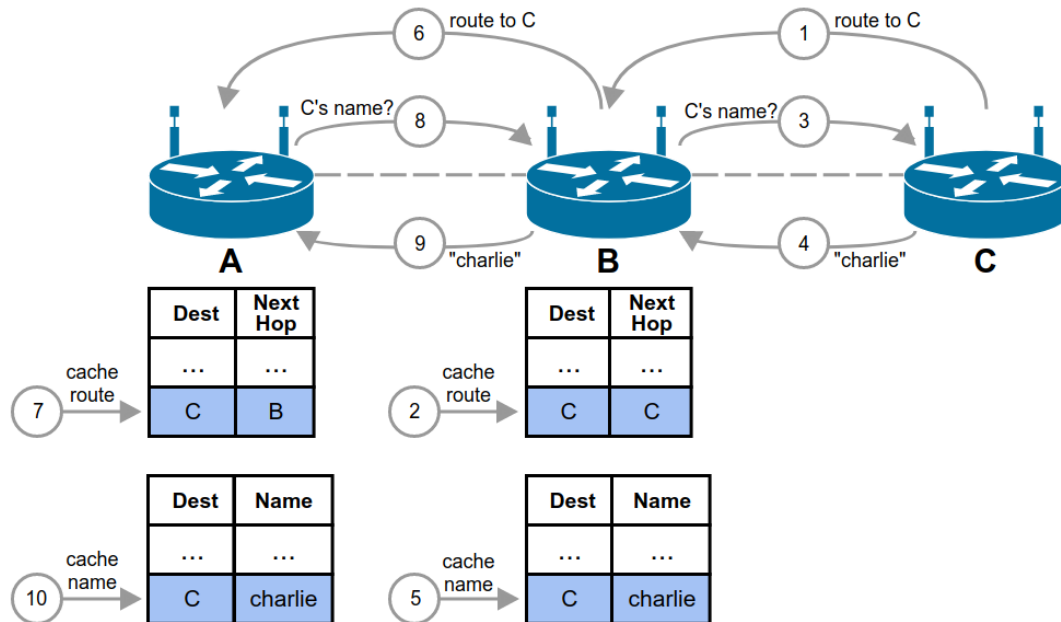 6
route to C
1
route to C
C's name?
8
C's name?
3
9
"charlie"
4
"charlie"
A
B
C
Dest
Next
Hop
...
...
C
B
7
cache
route
Dest
Next
Hop
...
...
C
C
2
cache
route
Dest
Name
...
...
C
charlie
10
cache
name
Dest
Name
...
...
C
charlie
5
cache
name